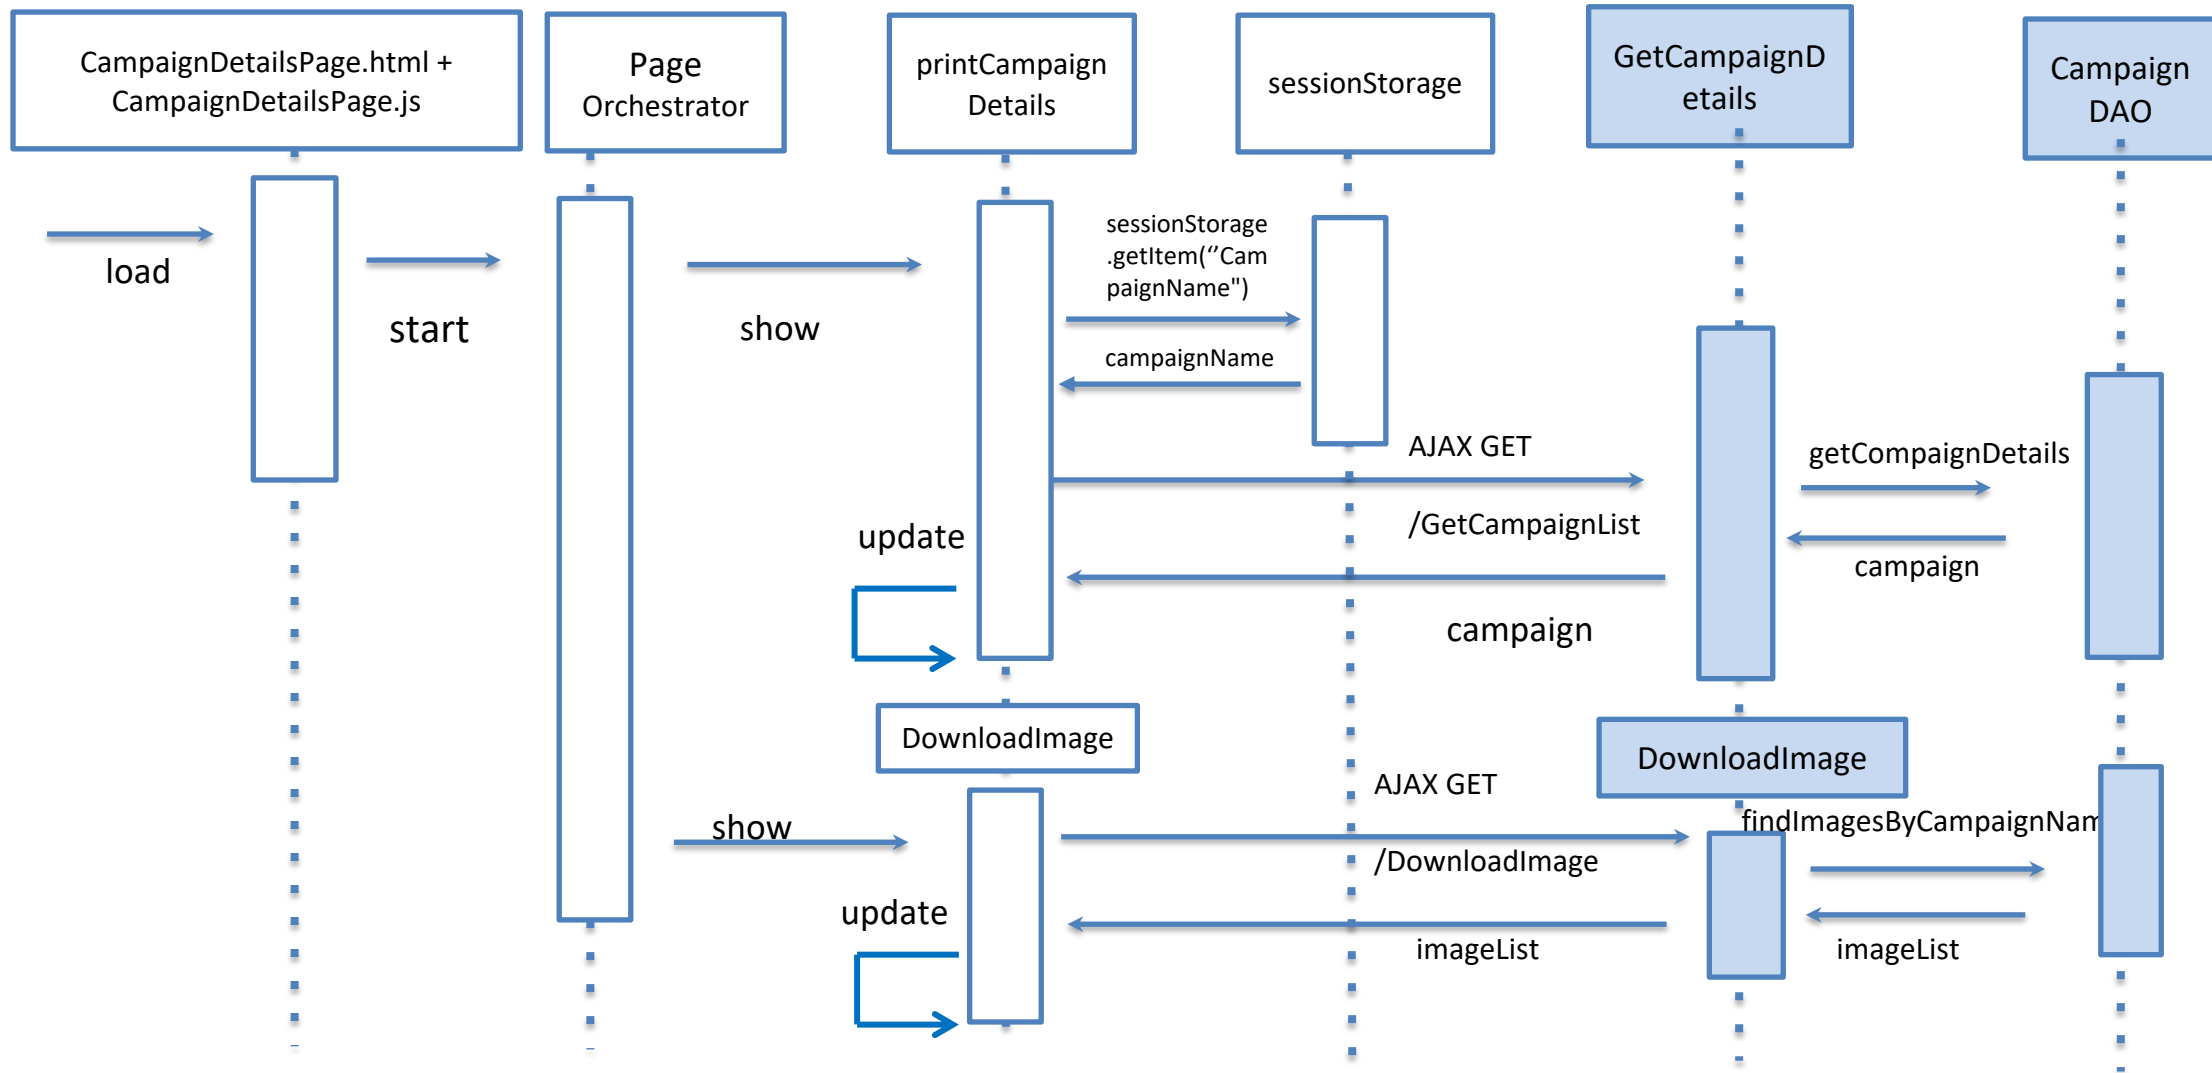 CampaignDetailsPage.html +
CampaignDetailsPage.js
Page
Orchestrator
printCampaign
Details
sessionStorage
GetCampaignD
etails
Campaign
DAO
load
start
show
sessionStorage
.getItem(‘’Cam
paignName")
campaignName
AJAX GET
/GetCampaignList
getCompaignDetails
campaign
update
campaign
DownloadImage
DownloadImage
show
AJAX GET
/DownloadImage
findImagesByCampaignNam
update
imageList
imageList